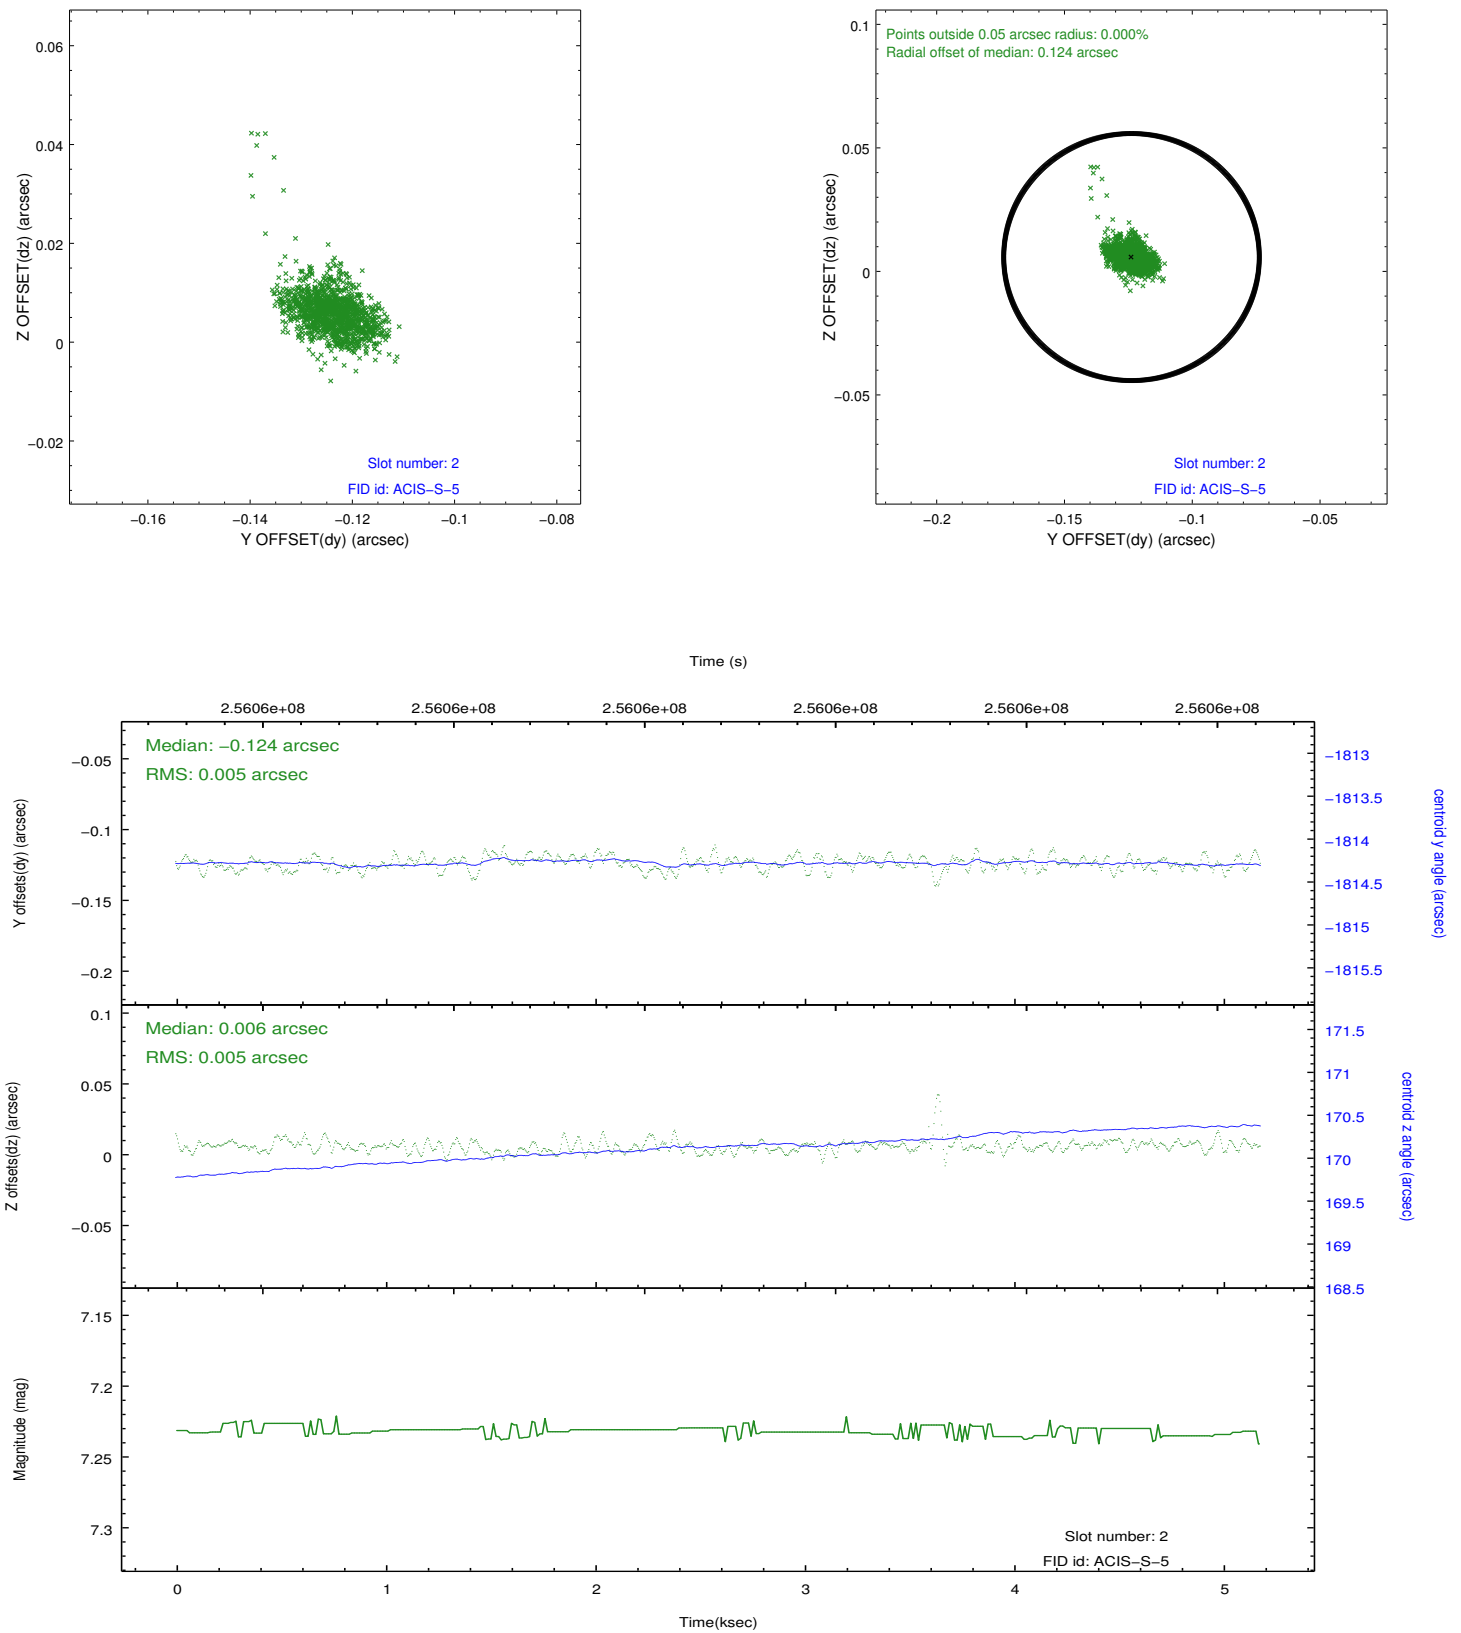 0.06
0.04
0.02
0
−0.02
Z OFFSET(dz) (arcsec)
Slot number: 2
FID id: ACIS−S−5
−0.16
−0.14
−0.12
−0.1
−0.08
Y OFFSET(dy) (arcsec)
Points outside 0.05 arcsec radius: 0.000%
Radial offset of median: 0.124 arcsec
0.1
0.05
0
−0.05
Z OFFSET(dz) (arcsec)
Slot number: 2
FID id: ACIS−S−5
−0.2
−0.15
−0.1
−0.05
Y OFFSET(dy) (arcsec)
Time (s)
2.5606e+08
2.5606e+08
2.5606e+08
2.5606e+08
2.5606e+08
2.5606e+08
Median: −0.124 arcsec
RMS: 0.005 arcsec
−0.05
−0.1
−0.15
−0.2
Y offsets(dy) (arcsec)
−1813
−1813.5
−1814
−1814.5
−1815
−1815.5
centroid y angle (arcsec)
Median: 0.006 arcsec
RMS: 0.005 arcsec
0.1
0.05
0
−0.05
Z offsets(dz) (arcsec)
171.5
171
170.5
170
169.5
169
168.5
centroid z angle (arcsec)
7.15
7.2
7.25
7.3
Magnitude (mag)
Slot number: 2
FID id: ACIS−S−5
0
1
2
3
4
5
Time(ksec)